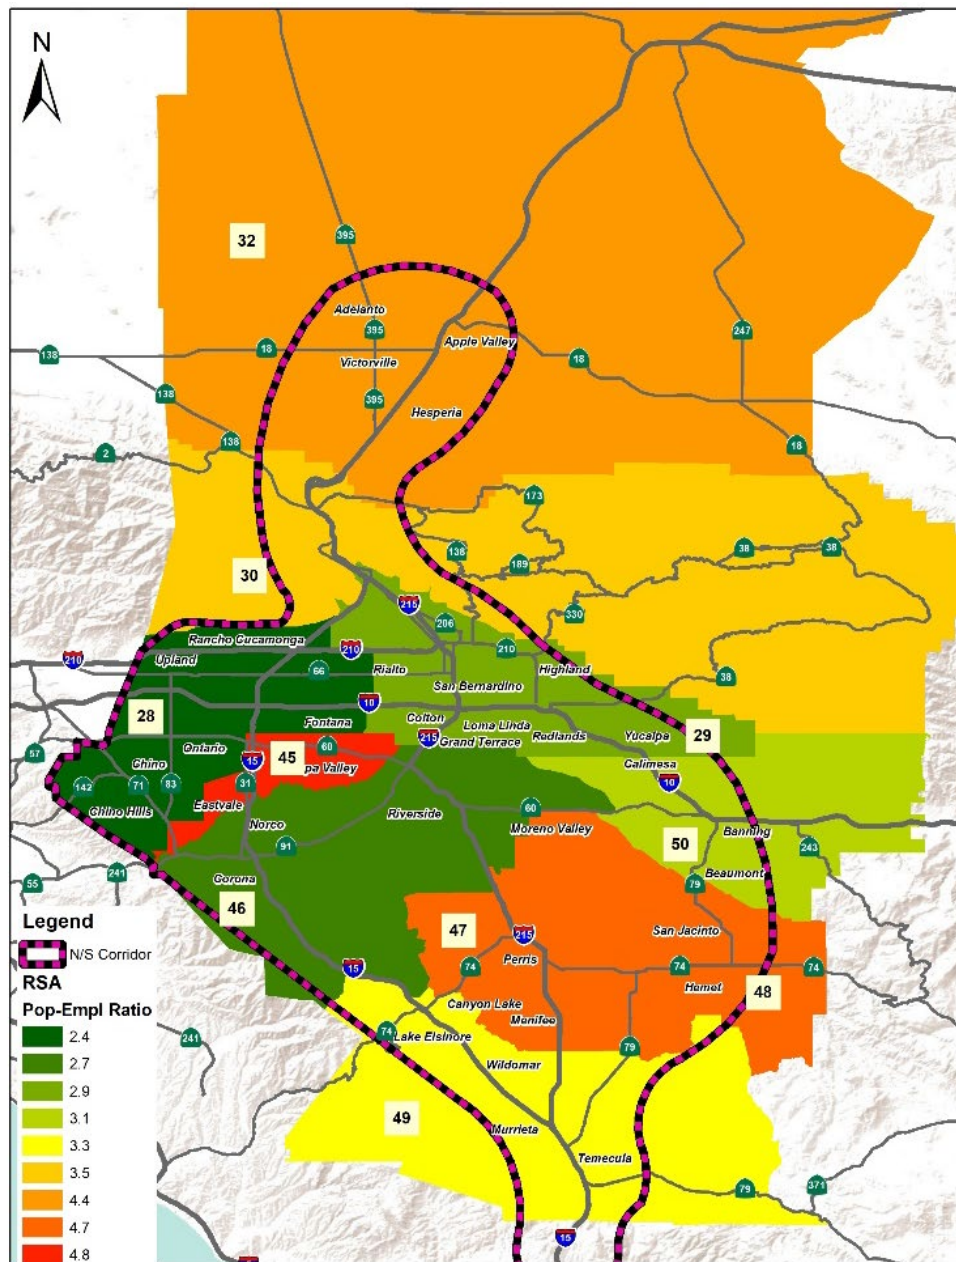 N
32
395
Adelanto
395
247
138
18
Apple Valley
18
Victorville
138
395
Hesperia
138
18
2
173
138
38
38
189
30
215
330
206
Rancho Cucamonga
210
210
210
Upland
66
Rialto
Highland
38
San Bernardino
10
28
Fontana
Colton
Loma Linda
29
Ontario
215
Grand Terrace
Redlands
Yucaipa
57
60
45
Chino
15
pa Valley
Calimesa
142
71
83
31
10
Chino Hills
Eastvale
60
Norco
Riverside
Moreno Valley
Banning
91
50
243
241
Corona
Beaumont
55
79
46
Legend
47
San Jacinto
N/S Corridor
215
Perris
74
74
74
RSA
15
Hemet
48
Pop-Empl Ratio
Canyon Lake
Menifee
2.4
241
74
Lake Elsinore
79
2.7
Wildomar
2.9
49
3.1
Murrieta
3.3
Temecula
3.5
79
371
4.4
4.7
15
4.8